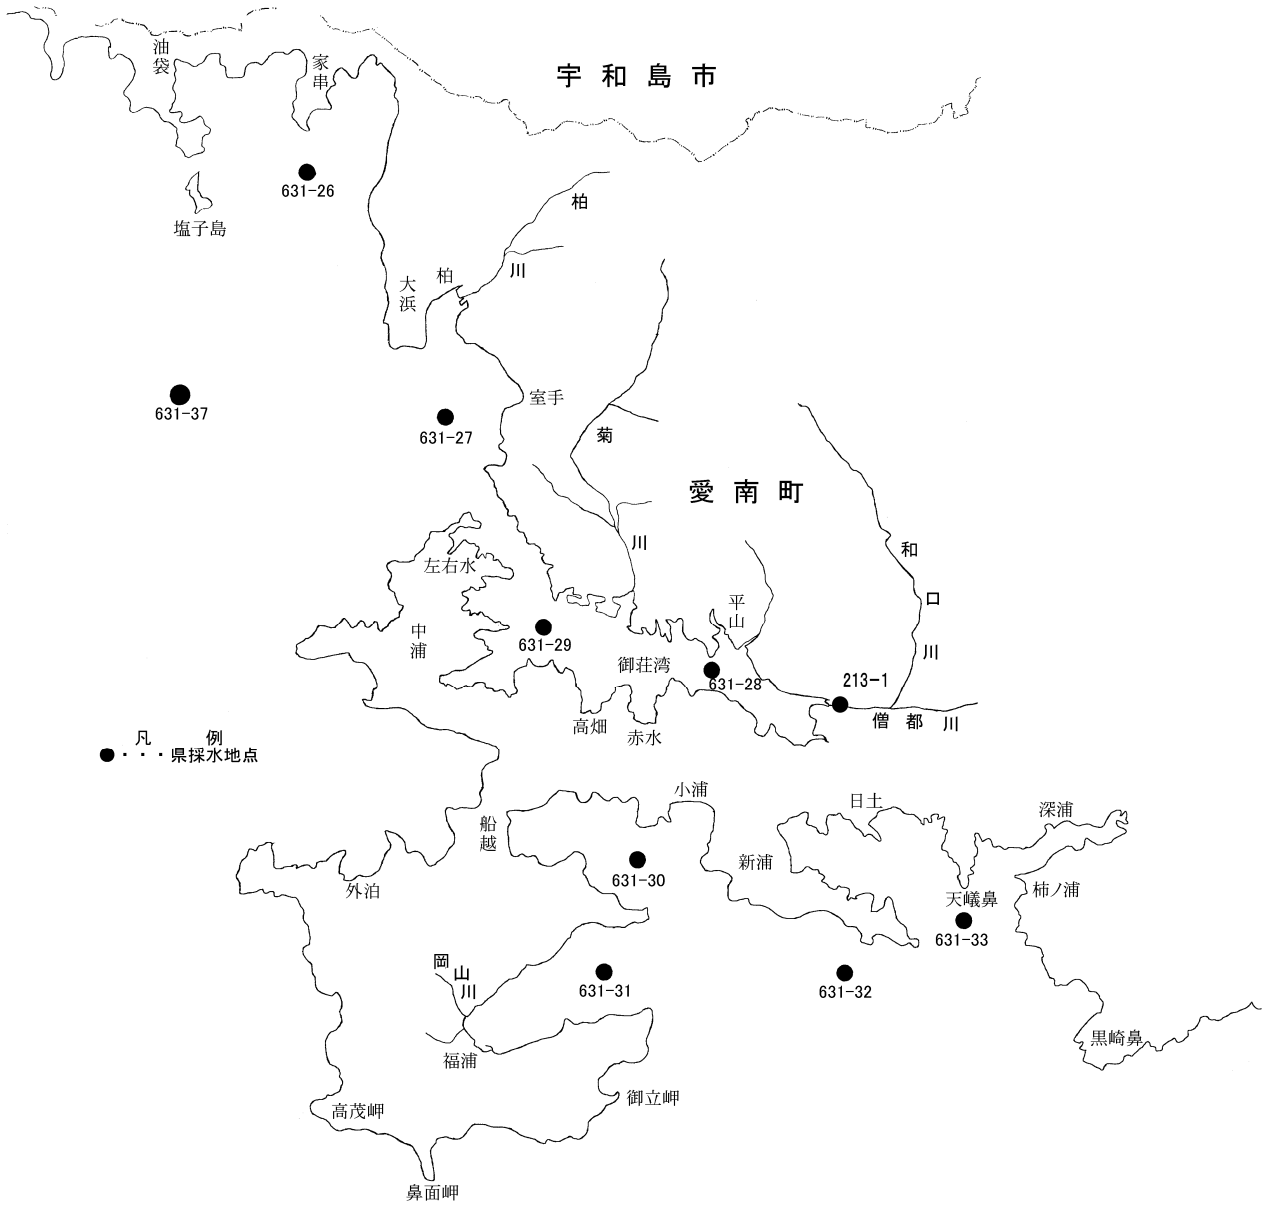 宇和島市
油袋
家串
631-26
塩子島
柏
川
柏
大浜
室手
631-37
631-27
菊
川
愛南町
和
口
川
左右水
平山
中浦
631-29
御荘湾
631-28
213-1
僧都川
高畑
赤水
凡例
●・・・県採水地点
小浦
日土
深浦
船越
新浦
631-30
外泊
柿ノ浦
天嶬鼻
631-33
岡
山
川
631-31
631-32
黒崎鼻
福浦
御立岬
高茂岬
鼻面岬